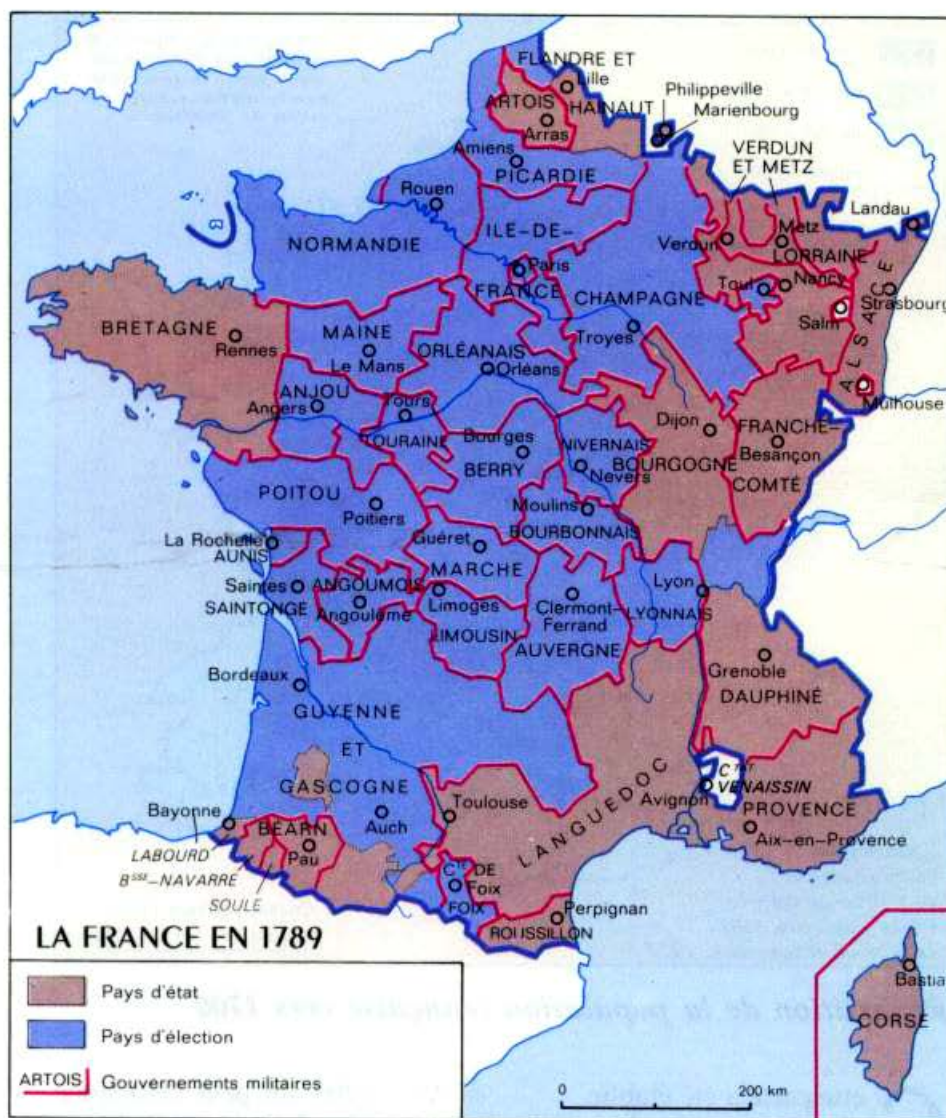 FLANDRE ET
Lille
HAINAUT
Philippeville
Marienbourg
ARTOIS
Arras
Amiens
PICARDIE
VERDUN
ET METZ
Rouen
Landau
NORMANDIE
ILE-DE-
FRANCE
Paris
Verdun
Metz
LORRAINE
Toul
Nancy
Strasbourg
ALSACE
CHAMPAGNE
Salm
BRETAGNE
Rennes
MAINE
Le Mans
ORLÉANAIS
Orléans
Troyes
Mulhouse
ANJOU
Angers
Tours
TOURAINE
Bourges
BERRY
NIVERNAIS
Nevers
Dijon
BOURGOGNE
FRANCHE-
Besançon
COMTÉ
POITOU
Poitiers
Moulins
BOURBONNAIS
La Rochelle
AUNIS
Guéret
MARCHE
Saintes
SAINTONGE
ANGOUMOIS
Angoulême
Limoges
LIMOUSIN
Clermont-
Ferrand
AUVERGNE
Lyon
LYONNAIS
Bordeaux
Grenoble
DAUPHINÉ
GUYENNE
ET
GASCOGNE
Auch
LANGUEDOC
Toulouse
Avignon
CTAT
VENAISSIN
PROVENCE
Aix-en-Provence
Bayonne
BÉARN
Pau
LABOURD
BSSE-NAVARRE
SOULE
CTÉ DE
Foix
FOIX
Perpignan
ROUSSILLON
LA FRANCE EN 1789
Pays d'état
Pays d'élection
ARTOIS Gouvernements militaires
0 200 km
Bastia
CORSE